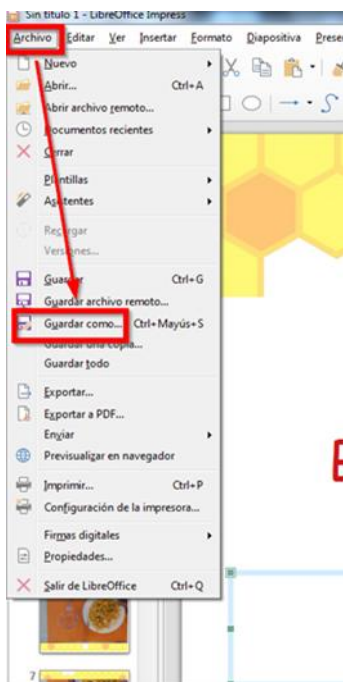 Sin título 1 - LibreOffice Impress
Archivo Editar Ver Insertar Formato Diapositiva
Nuevo
Abrir... Ctrl+A
Abrir archivo remoto...
Documentos recientes
Cerrar
Plantillas
Asistentes
Recargar
Versiones...
Guardar Ctrl+G
Guardar archivo remoto...
Guardar como... Ctrl+Mayús+S
Guardar una copia...
Guardar todo
Exportar...
Exportar a PDF...
Enviar
Previsualizar en navegador
Imprimir... Ctrl+P
Configuración de la impresora...
Firmas digitales
Propiedades...
Salir de LibreOffice Ctrl+Q
7